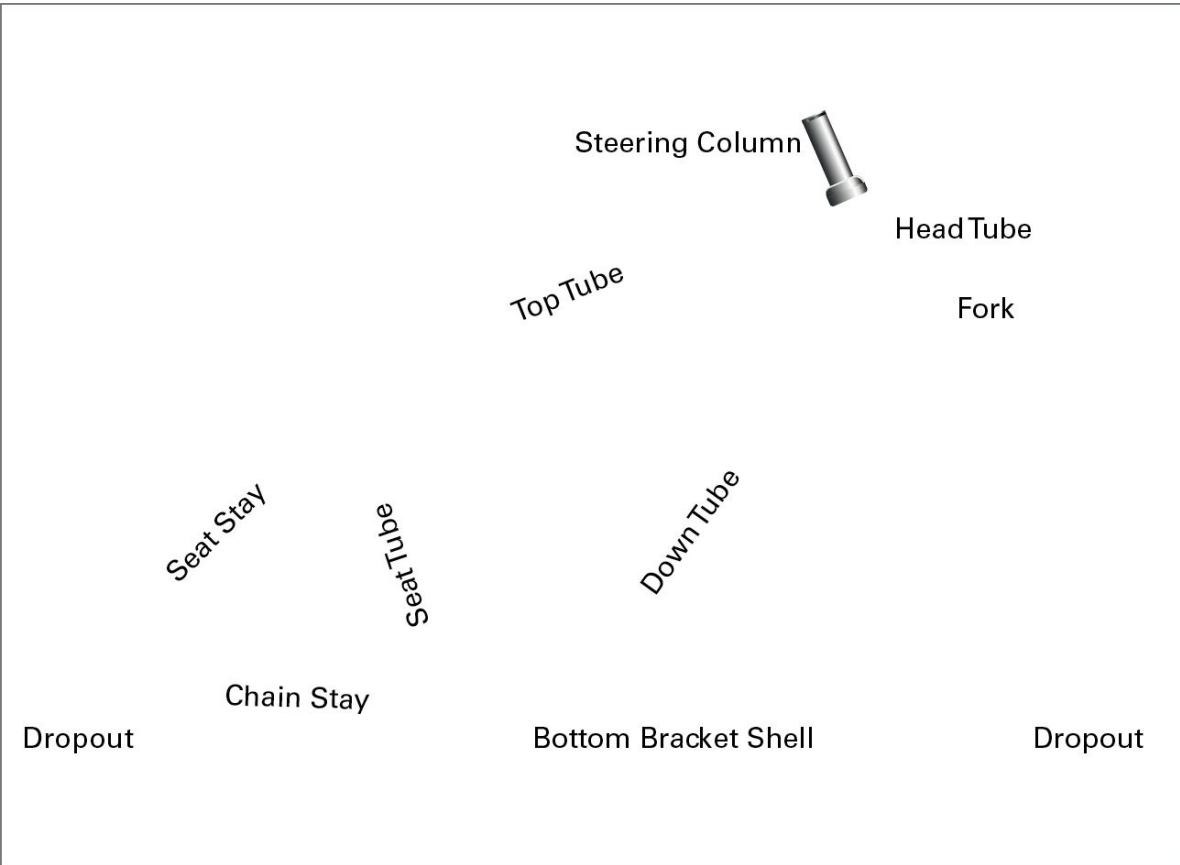 Steering Column
Head Tube
Top Tube
Fork
Seat Stay
Seat Tube
Down Tube
Chain Stay
Dropout
Bottom Bracket Shell
Dropout